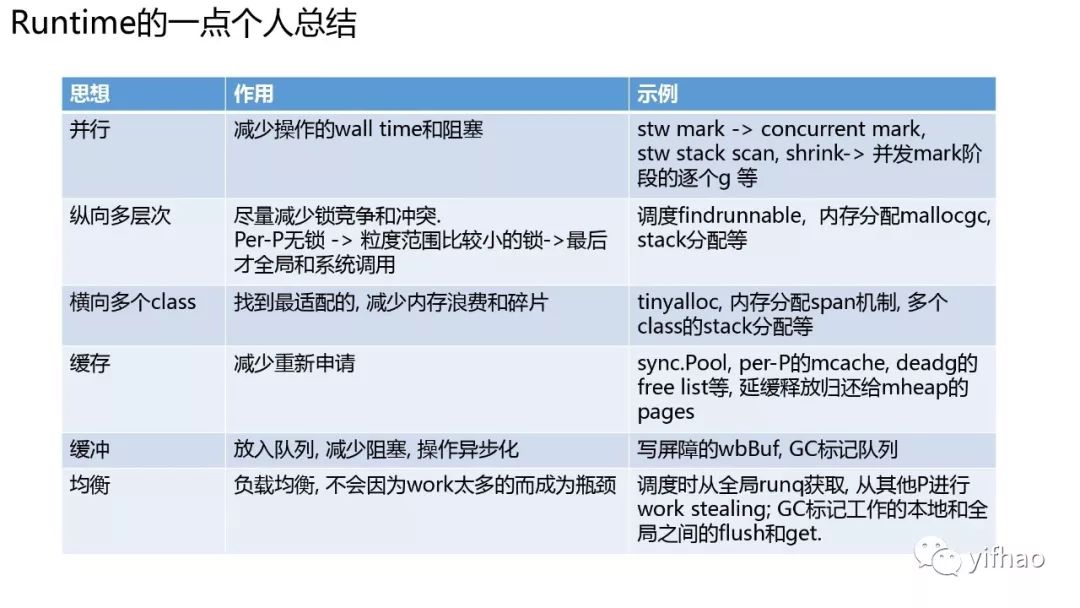 Runtime的一点个人总结
思想 作用 示例
并行 减少操作的wall time和阻塞 stw mark -> concurrent mark,
stw stack scan, shrink-> 并发mark阶
段的逐个g 等
纵向多层次 尽量减少锁竞争和冲突. 调度findrunnable, 内存分配mallocgc,
Per-P无锁 -> 粒度范围比较小的锁->最后 stack分配等
才全局和系统调用
横向多个class 找到最适配的, 减少内存浪费和碎片 tinyalloc, 内存分配span机制, 多个
class的stack分配等
缓存 减少重新申请 sync.Pool, per-P的mcache, deadg的
free list等, 延缓释放归还给mheap的
pages
缓冲 放入队列, 减少阻塞, 操作异步化 写屏障的wbBuf, GC标记队列
均衡 负载均衡, 不会因为work太多的而成为瓶颈 调度时从全局runq获取, 从其他P进行
work stealing; GC标记工作的本地和全
局之间的flush和get.
yifhao